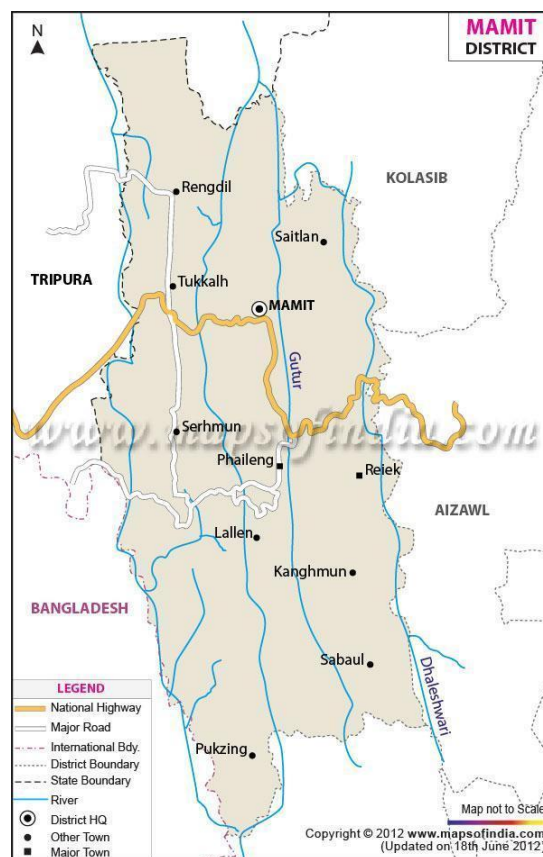 N
MAMIT
DISTRICT
KOLASIB
Rengdil
Saitlan
TRIPURA
Tukkalh
MAMIT
Gutur
Serhmun
www.mapsofindia.com
Phaileng
Reiek
AIZAWL
Lallen
Kanghmun
BANGLADESH
Sabaul
Dhaleshwari
LEGEND
National Highway
Major Road
International Bdy.
District Boundary
State Boundary
River
District HQ
Other Town
Major Town
Pukzing
Map not to Scale
Copyright © 2012 www.mapsofindia.com
(Updated on 18th June 2012)